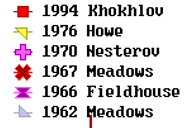 1994 Khokhlov
1976 Howe
1970 Nesterov
1967 Meadows
1966 Fieldhouse
1962 Meadows